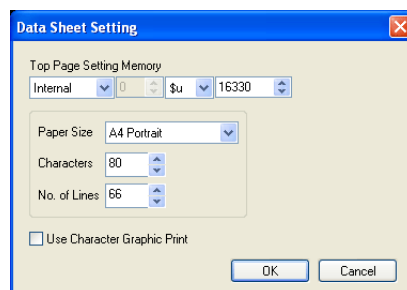 Data Sheet Setting
Top Page Setting Memory
Internal 0 $u 16330
Paper Size A4 Portrait
Characters 80
No. of Lines 66
Use Character Graphic Print
OK Cancel